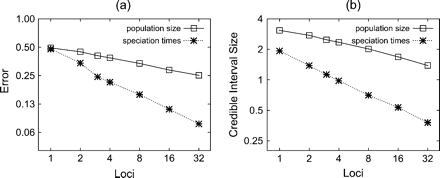 (a)
1.00
0.50
0.25
0.13
0.06
Error
population size
speciation times
1 2 4 8 16 32
Loci
(b)
4
2
1
0.5
0.25
Credible Interval Size
population size
speciation times
1 2 4 8 16 32
Loci